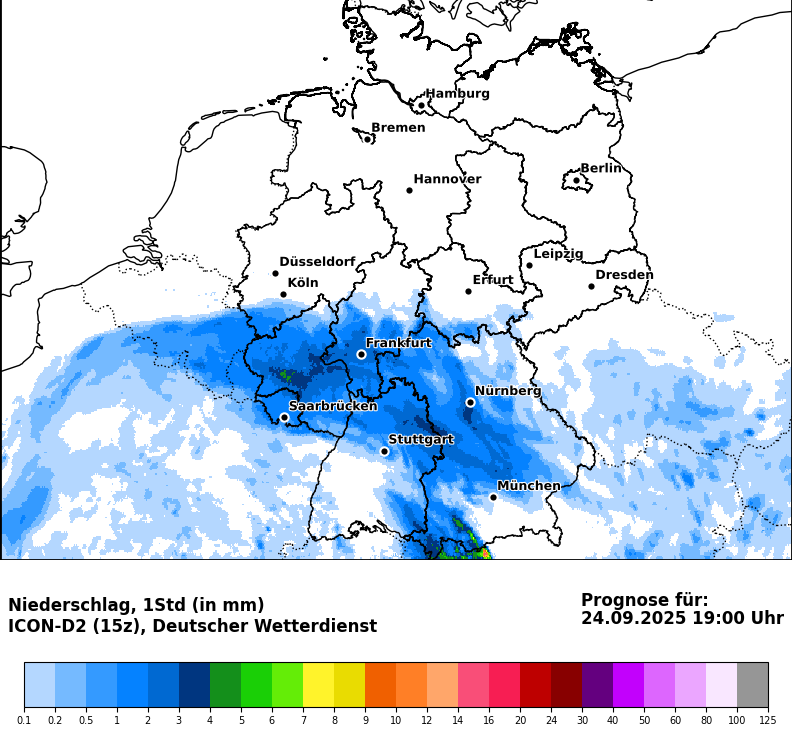 Hamburg
Bremen
Berlin
Hannover
Leipzig
Düsseldorf
Dresden
Köln
Erfurt
Frankfurt
Nürnberg
Saarbrücken
Stuttgart
München
Niederschlag, 1Std (in mm)
ICON-D2 (15z), Deutscher Wetterdienst
Prognose für:
24.09.2025 19:00 Uhr
0.1 0.2 0.5 1 2 3 4 5 6 7 8 9 10 12 14 16 20 24 30 40 50 60 80 100 125